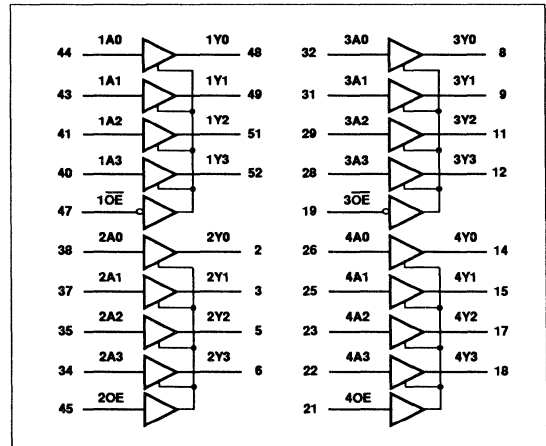 44 1A0 1Y0 48 32 3A0 3Y0 8
43 1A1 1Y1 49 31 3A1 3Y1 9
41 1A2 1Y2 51 29 3A2 3Y2 11
40 1A3 1Y3 52 28 3A3 3Y3 12
47 1O̅E̅ 19 3O̅E̅
38 2A0 2Y0 2 26 4A0 4Y0 14
37 2A1 2Y1 3 25 4A1 4Y1 15
35 2A2 2Y2 5 23 4A2 4Y2 17
34 2A3 2Y3 6 22 4A3 4Y3 18
45 2OE 21 4OE